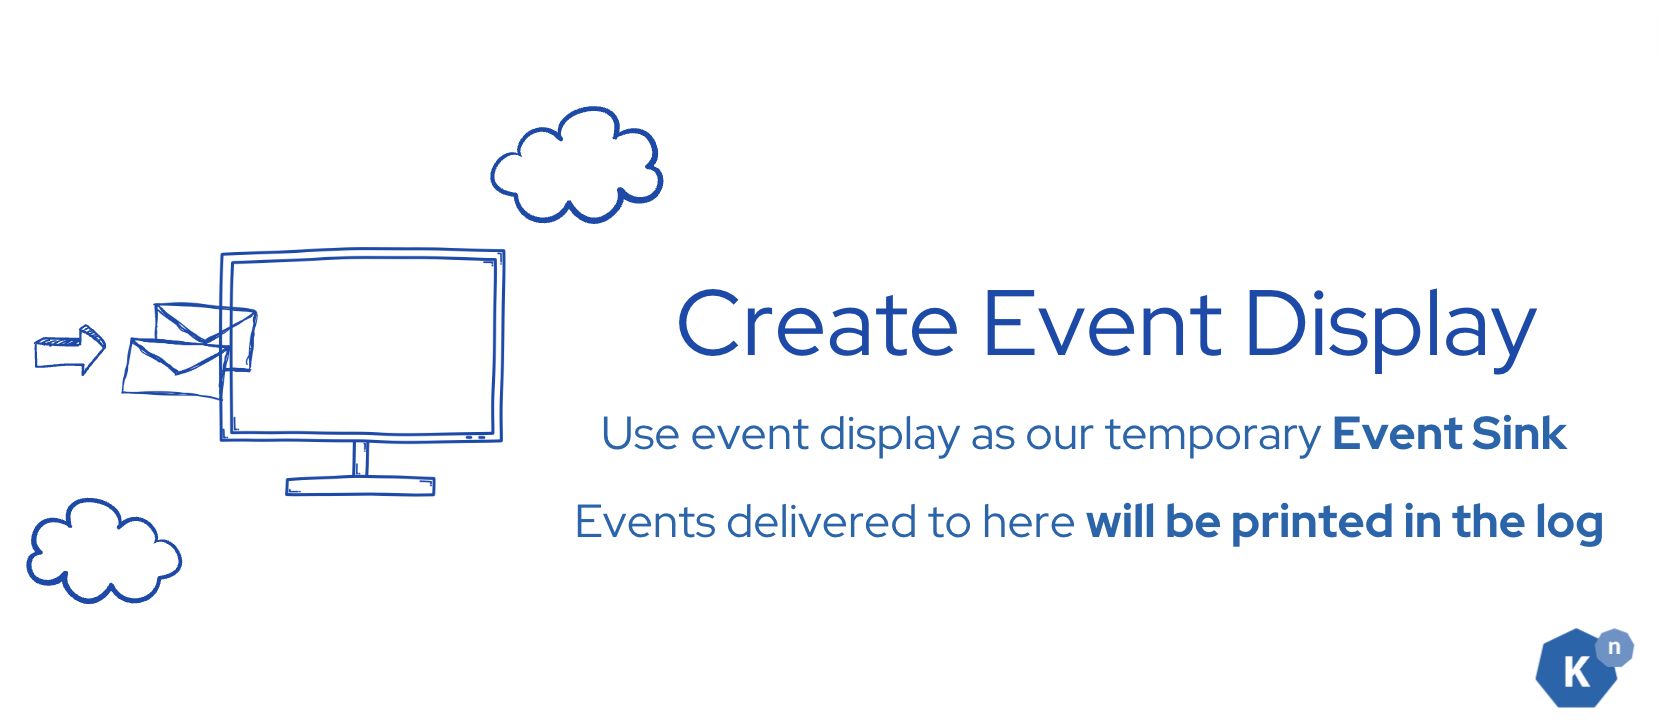 Create Event Display
Use event display as our temporary Event Sink
Events delivered to here will be printed in the log
K n